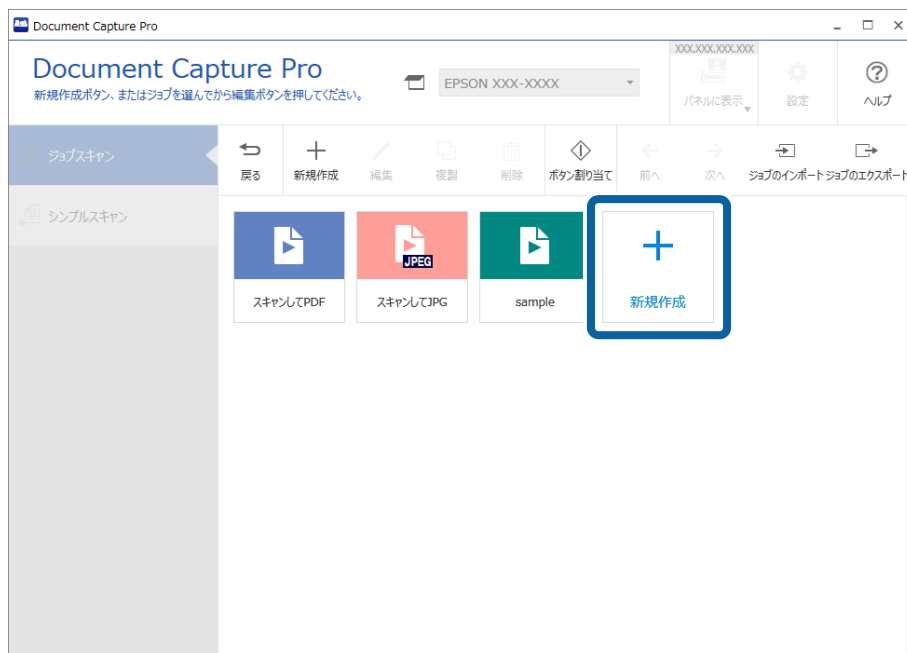 Document Capture Pro
Document Capture Pro
新規作成ボタン、またはジョブを選んでから編集ボタンを押してください。
EPSON XXX-XXXX
XXX.XXX.XXX.XXX
パネルに表示
設定
ヘルプ
ジョブスキャン
シンプルスキャン
戻る
新規作成
編集
複製
削除
ボタン割り当て
前へ
次へ
ジョブのインポート
ジョブのエクスポート
JPEG
スキャンしてPDF
スキャンしてJPG
sample
新規作成